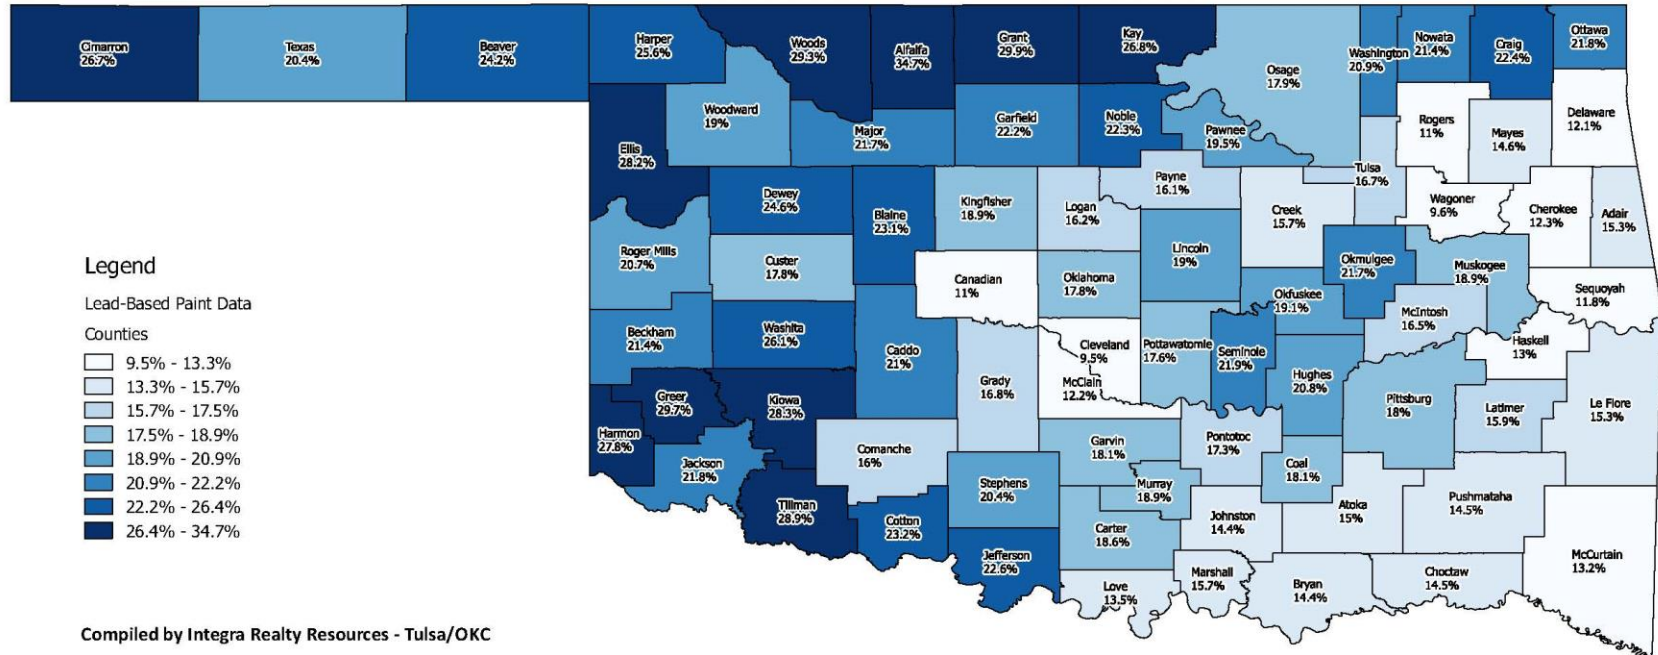 Cimarron
26.7%
Texas
20.4%
Beaver
24.2%
Harper
25.6%
Woods
29.3%
Alfalfa
34.7%
Grant
29.9%
Kay
26.8%
Osage
17.9%
Washington
20.9%
Nowata
21.4%
Craig
22.4%
Ottawa
21.8%
Ellis
28.2%
Woodward
19%
Major
21.7%
Garfield
22.2%
Noble
22.3%
Pawnee
19.5%
Rogers
11%
Mayes
14.6%
Delaware
12.1%
Tulsa
16.7%
Payne
16.1%
Dewey
24.6%
Blaine
23.1%
Kingfisher
18.9%
Logan
16.2%
Creek
15.7%
Wagoner
9.6%
Cherokee
12.3%
Adair
15.3%
Roger Mills
20.7%
Custer
17.8%
Canadian
11%
Oklahoma
17.8%
Lincoln
19%
Okfuskee
19.1%
Okmulgee
21.7%
Muskogee
18.9%
McIntosh
16.5%
Sequoyah
11.8%
Beckham
21.4%
Washita
26.1%
Caddo
21%
Grady
16.8%
Cleveland
9.5%
McClain
12.2%
Pottawatomie
17.6%
Seminole
21.9%
Hughes
20.8%
Haskell
13%
Pittsburg
18%
Latimer
15.9%
Le Flore
15.3%
Greer
29.7%
Harmon
27.8%
Kiowa
28.3%
Jackson
21.8%
Comanche
16%
Tillman
28.9%
Cotton
23.2%
Stephens
20.4%
Jefferson
22.6%
Garvin
18.1%
Murray
18.9%
Carter
18.6%
Love
13.5%
Pontotoc
17.3%
Coal
18.1%
Johnston
14.4%
Marshall
15.7%
Atoka
15%
Bryan
14.4%
Pushmataha
14.5%
Choctaw
14.5%
McCurtain
13.2%
Legend
Lead-Based Paint Data
Counties
9.5% - 13.3%
13.3% - 15.7%
15.7% - 17.5%
17.5% - 18.9%
18.9% - 20.9%
20.9% - 22.2%
22.2% - 26.4%
26.4% - 34.7%
Compiled by Integra Realty Resources - Tulsa/OKC